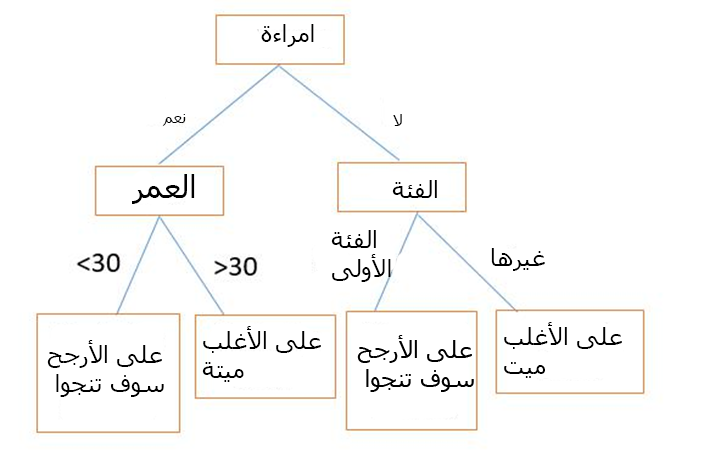 امراءة
نعم
لا
العمر
الفئة
<30
>30
الفئة
الأولى
غيرها
على الأرجح
سوف تنجوا
على الأغلب
ميتة
على الأرجح
سوف تنجوا
على الأغلب
ميت